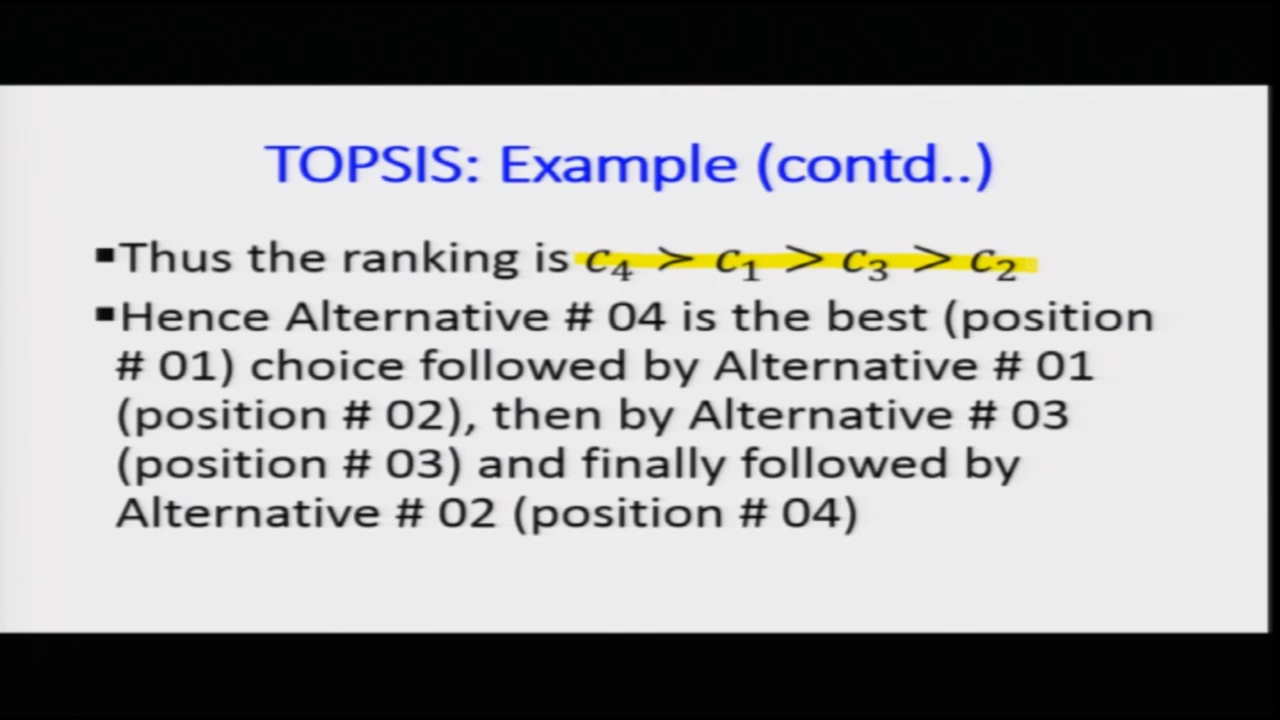 TOPSIS: Example (contd..)
▪Thus the ranking is c₄ ≻ c₁ > c₃ > c₂
▪Hence Alternative # 04 is the best (position
# 01) choice followed by Alternative # 01
(position # 02), then by Alternative # 03
(position # 03) and finally followed by
Alternative # 02 (position # 04)